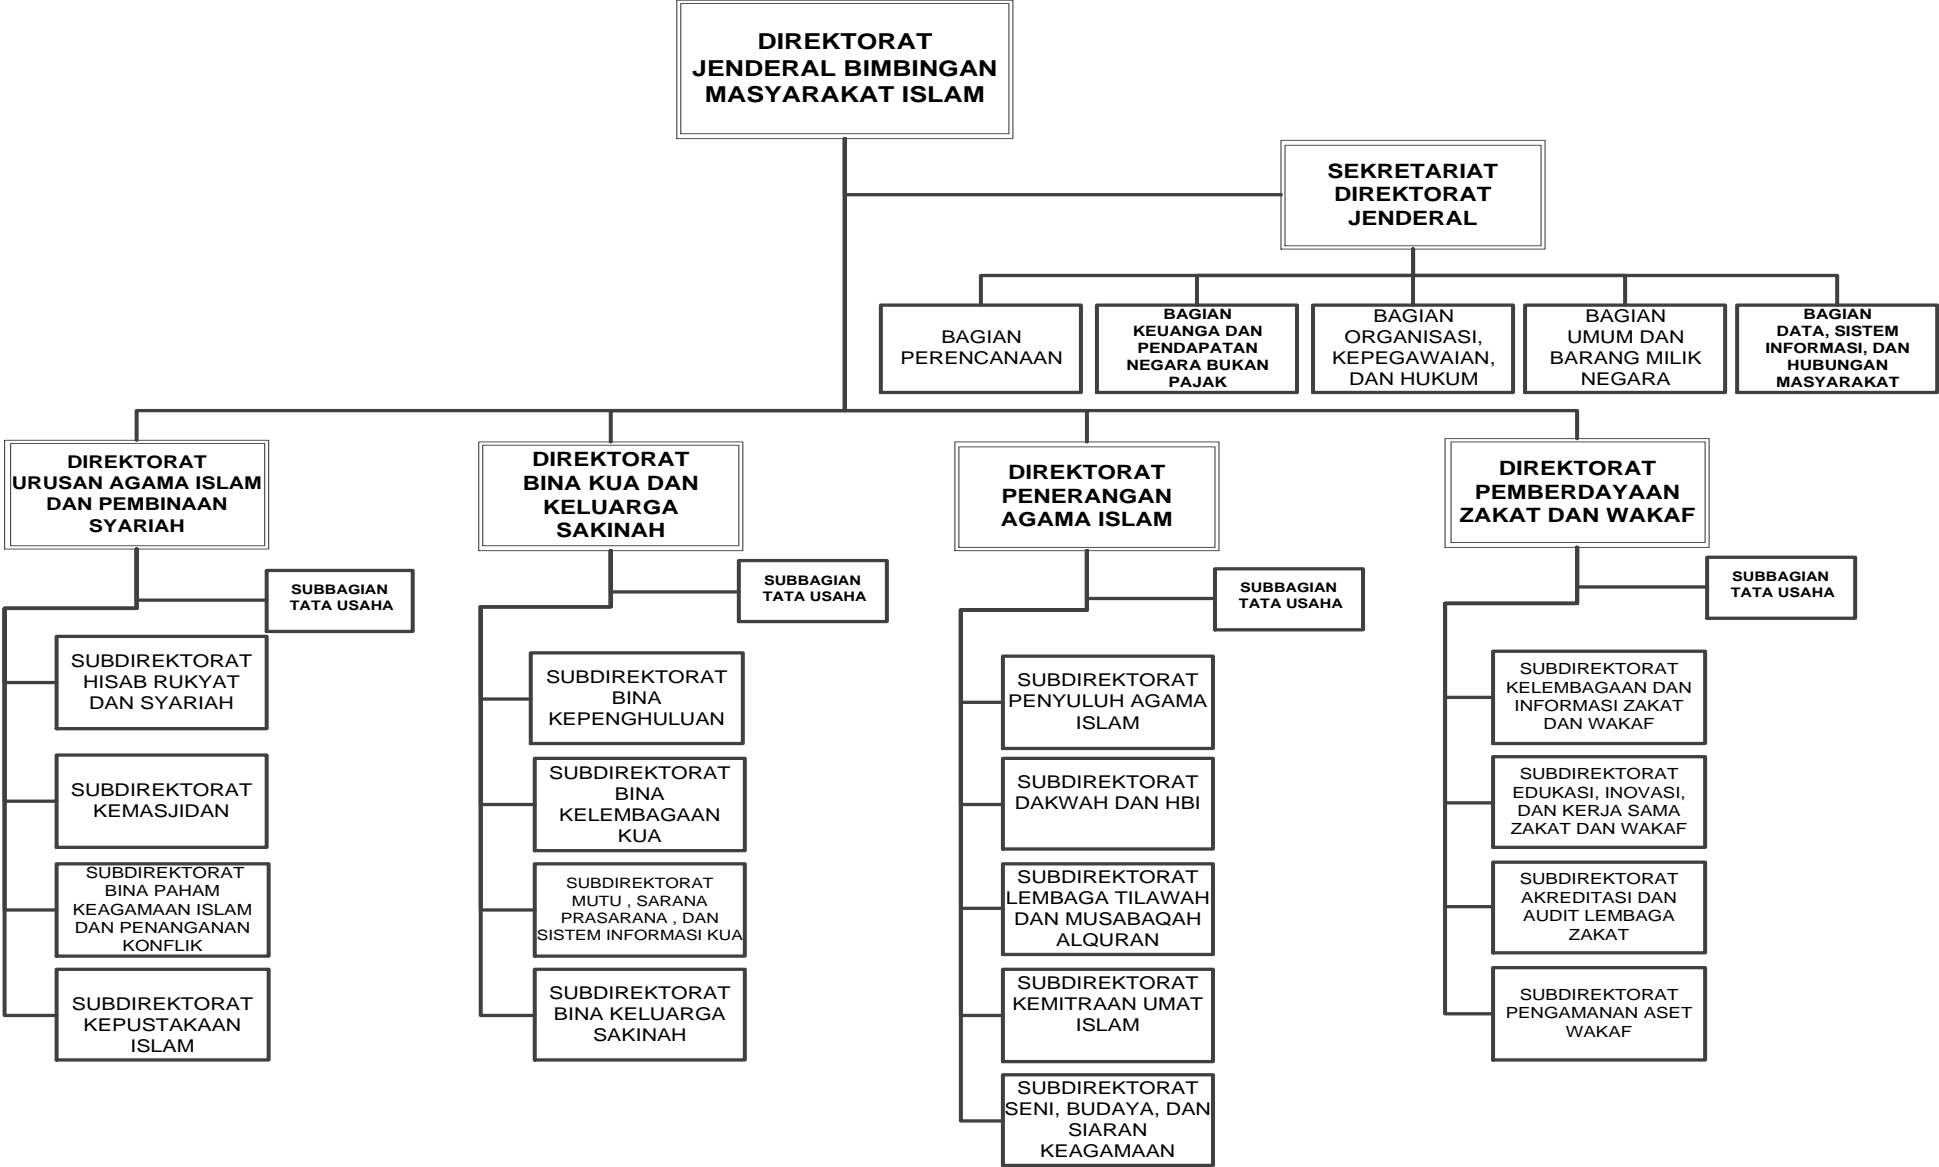 DIREKTORAT
JENDERAL BIMBINGAN
MASYARAKAT ISLAM
SEKRETARIAT
DIREKTORAT
JENDERAL
BAGIAN
PERENCANAAN
BAGIAN
KEUANGA DAN
PENDAPATAN
NEGARA BUKAN
PAJAK
BAGIAN
ORGANISASI,
KEPEGAWAIAN,
DAN HUKUM
BAGIAN
UMUM DAN
BARANG MILIK
NEGARA
BAGIAN
DATA, SISTEM
INFORMASI, DAN
HUBUNGAN
MASYARAKAT
DIREKTORAT
URUSAN AGAMA ISLAM
DAN PEMBINAAN
SYARIAH
SUBBAGIAN
TATA USAHA
SUBDIREKTORAT
HISAB RUKYAT
DAN SYARIAH
SUBDIREKTORAT
KEMASJIDAN
SUBDIREKTORAT
BINA PAHAM
KEAGAMAAN ISLAM
DAN PENANGANAN
KONFLIK
SUBDIREKTORAT
KEPUSTAKAAN
ISLAM
DIREKTORAT
BINA KUA DAN
KELUARGA
SAKINAH
SUBBAGIAN
TATA USAHA
SUBDIREKTORAT
BINA
KEPENGHULUAN
SUBDIREKTORAT
BINA
KELEMBAGAAN
KUA
SUBDIREKTORAT
MUTU , SARANA
PRASARANA , DAN
SISTEM INFORMASI KUA
SUBDIREKTORAT
BINA KELUARGA
SAKINAH
DIREKTORAT
PENERANGAN
AGAMA ISLAM
SUBBAGIAN
TATA USAHA
SUBDIREKTORAT
PENYULUH AGAMA
ISLAM
SUBDIREKTORAT
DAKWAH DAN HBI
SUBDIREKTORAT
LEMBAGA TILAWAH
DAN MUSABAQAH
ALQURAN
SUBDIREKTORAT
KEMITRAAN UMAT
ISLAM
SUBDIREKTORAT
SENI, BUDAYA, DAN
SIARAN
KEAGAMAAN
DIREKTORAT
PEMBERDAYAAN
ZAKAT DAN WAKAF
SUBBAGIAN
TATA USAHA
SUBDIREKTORAT
KELEMBAGAAN DAN
INFORMASI ZAKAT
DAN WAKAF
SUBDIREKTORAT
EDUKASI, INOVASI,
DAN KERJA SAMA
ZAKAT DAN WAKAF
SUBDIREKTORAT
AKREDITASI DAN
AUDIT LEMBAGA
ZAKAT
SUBDIREKTORAT
PENGAMANAN ASET
WAKAF